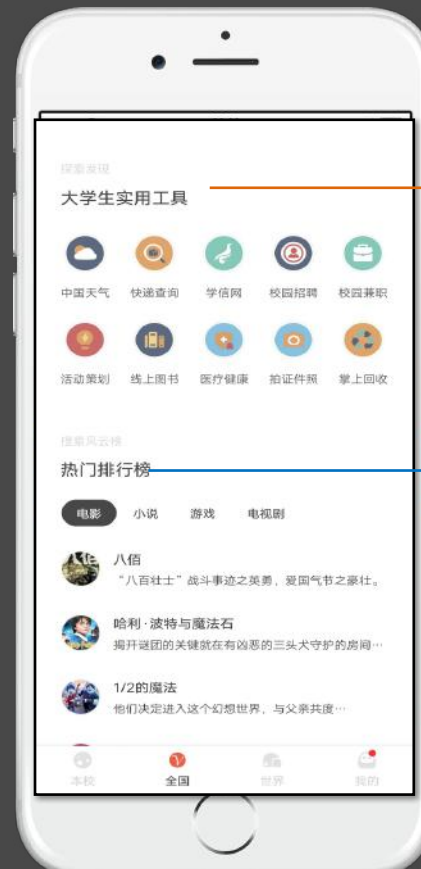 探索发现
大学生实用工具
中国天气 快递查询 学信网 校园招聘 校园兼职
活动策划 线上图书 医疗健康 拍证件照 掌上回收
搜索风云榜
热门排行榜
电影 小说 游戏 电视剧
八佰
“八百壮士”战斗事迹之英勇，爱国气节之豪壮。
哈利·波特与魔法石
揭开谜团的关键就在有凶恶的三头犬守护的房间…
1/2的魔法
他们决定进入这个幻想世界，与父亲共度…
本校 全国 世界 我的